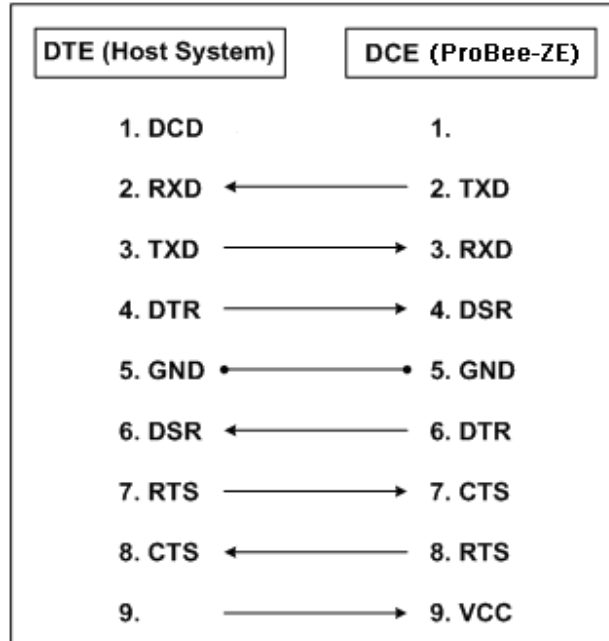 DTE (Host System) DCE (ProBee-ZE)
1. DCD 1.
2. RXD 2. TXD
3. TXD 3. RXD
4. DTR 4. DSR
5. GND 5. GND
6. DSR 6. DTR
7. RTS 7. CTS
8. CTS 8. RTS
9. 9. VCC